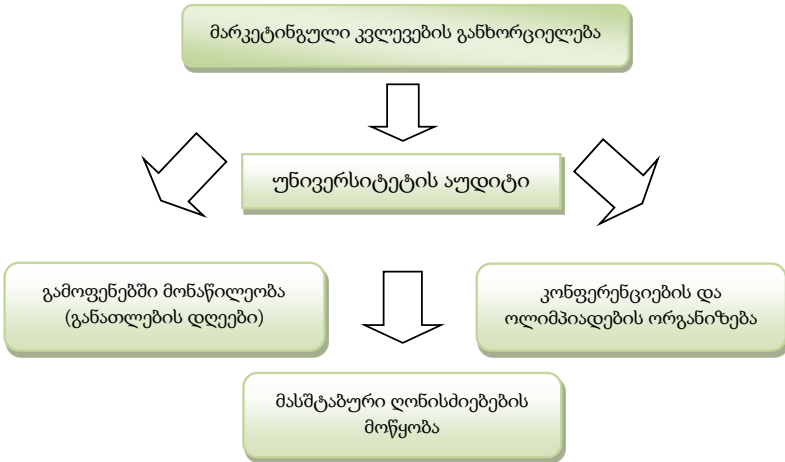 მარკეტინგული კვლევების განხორციელება
უნივერსიტეტის აუდიტი
გამოფენებში მონაწილეობა
(განათლების დღეები)
კონფერენციების და
ოლიმპიადების ორგანიზება
მასშტაბური ღონისძიებების
მოწყობა